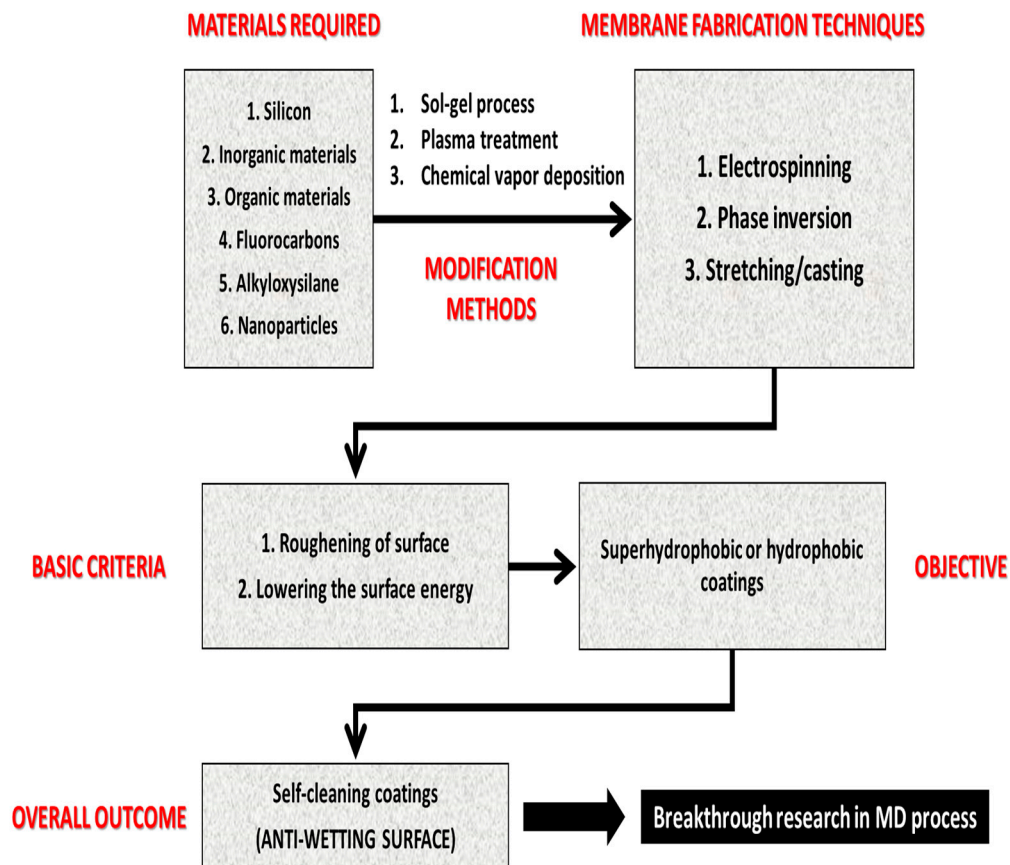 MATERIALS REQUIRED
MEMBRANE FABRICATION TECHNIQUES
1. Silicon
2. Inorganic materials
3. Organic materials
4. Fluorocarbons
5. Alkyloxysilane
6. Nanoparticles
1. Sol-gel process
2. Plasma treatment
3. Chemical vapor deposition
MODIFICATION
METHODS
1. Electrospinning
2. Phase inversion
3. Stretching/casting
BASIC CRITERIA
1. Roughening of surface
2. Lowering the surface energy
Superhydrophobic or hydrophobic
coatings
OBJECTIVE
OVERALL OUTCOME
Self-cleaning coatings
(ANTI-WETTING SURFACE)
Breakthrough research in MD process